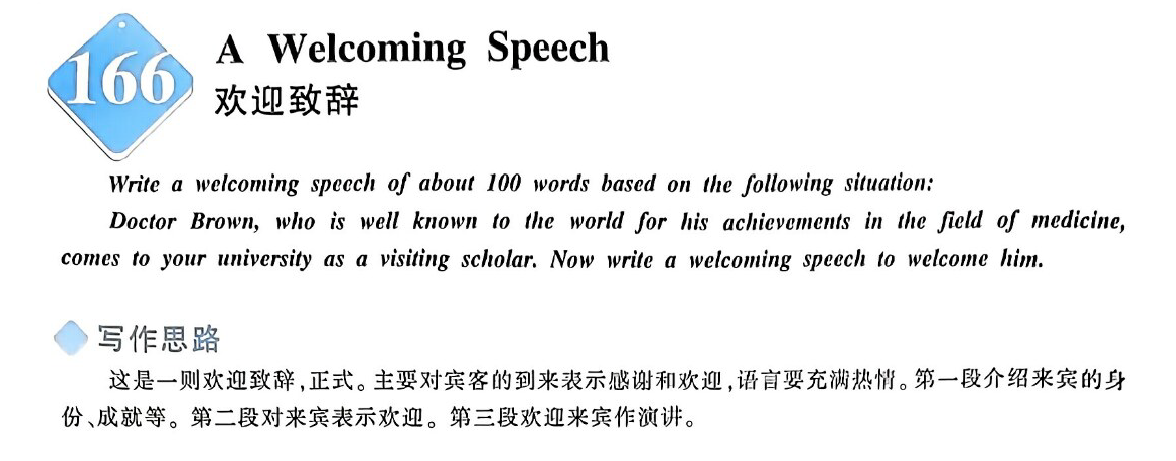 166
A Welcoming Speech
欢迎致辞
Write a welcoming speech of about 100 words based on the following situation:
Doctor Brown, who is well known to the world for his achievements in the field of medicine,
comes to your university as a visiting scholar. Now write a welcoming speech to welcome him.
写作思路
这是一则欢迎致辞,正式。主要对宾客的到来表示感谢和欢迎,语言要充满热情。第一段介绍来宾的身
份、成就等。第二段对来宾表示欢迎。第三段欢迎来宾作演讲。